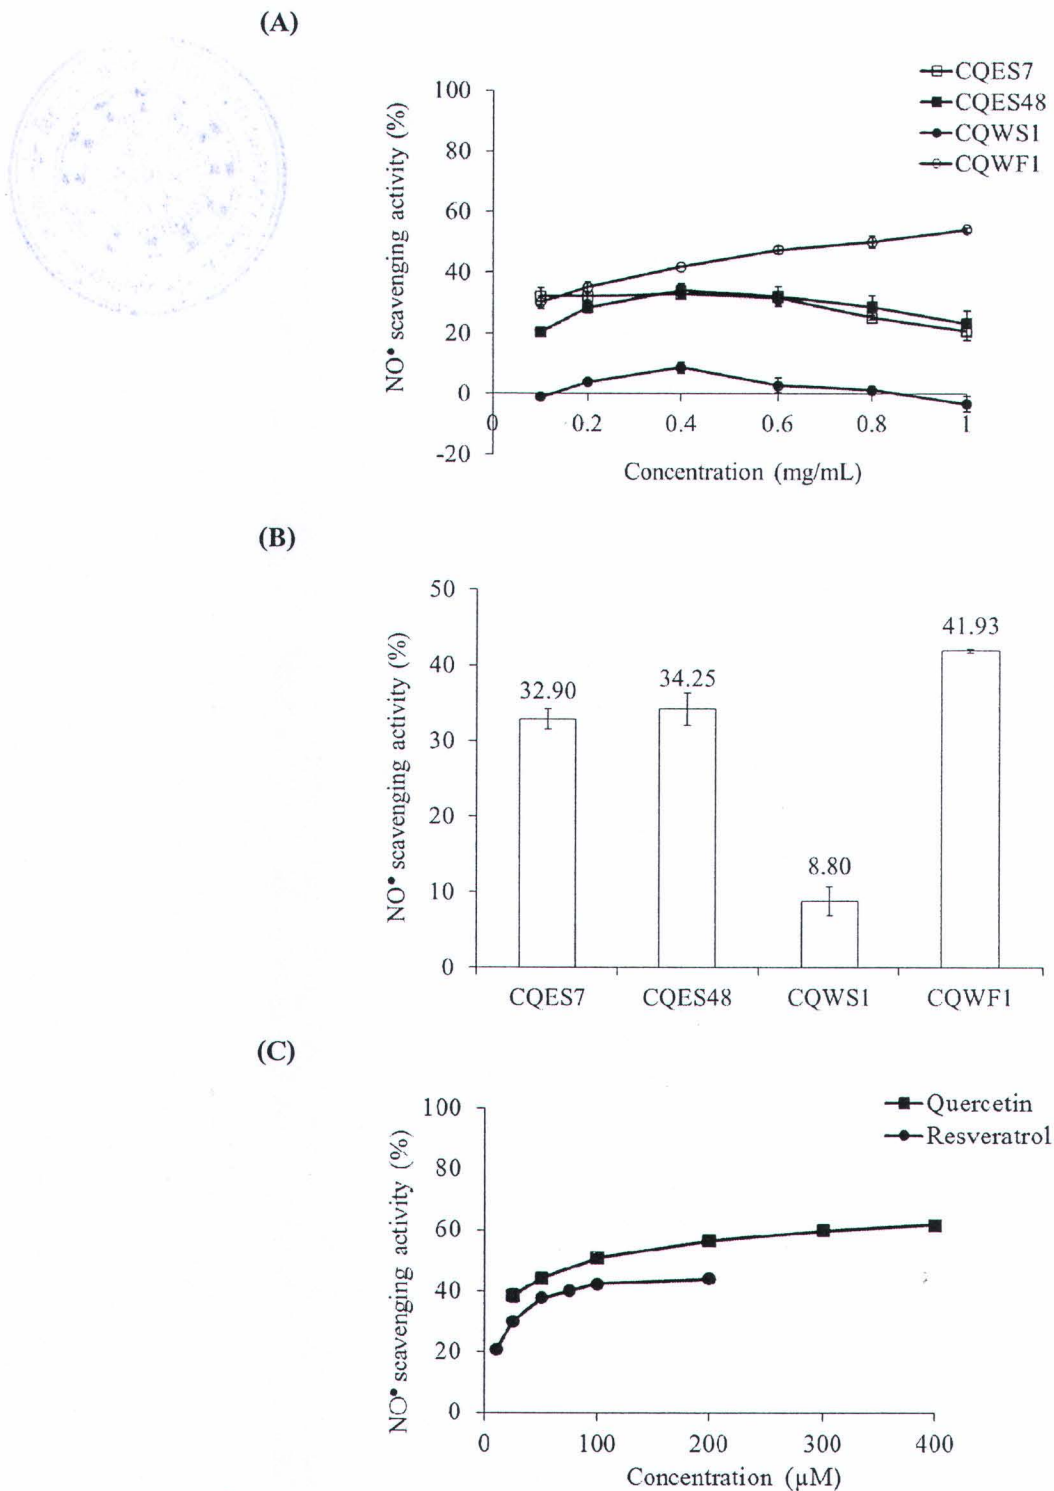 (A)
NO• scavenging activity (%)
100
80
60
40
20
0
-20
0
0.2
0.4
0.6
0.8
1
Concentration (mg/mL)
CQES7
CQES48
CQWS1
CQWF1
(B)
NO• scavenging activity (%)
50
40
30
20
10
0
32.90
34.25
8.80
41.93
CQES7
CQES48
CQWS1
CQWF1
(C)
NO• scavenging activity (%)
100
80
60
40
20
0
0
100
200
300
400
Concentration (µM)
Quercetin
Resveratrol